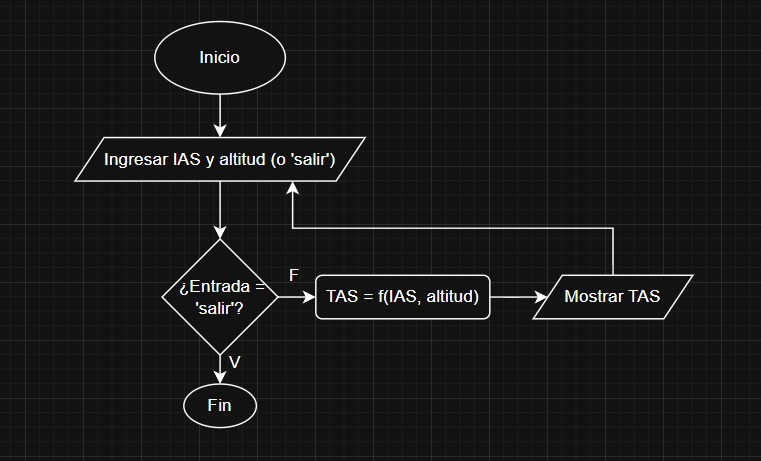 Inicio
Ingresar IAS y altitud (o 'salir')
¿Entrada =
'salir'?
F
TAS = f(IAS, altitud)
Mostrar TAS
V
Fin